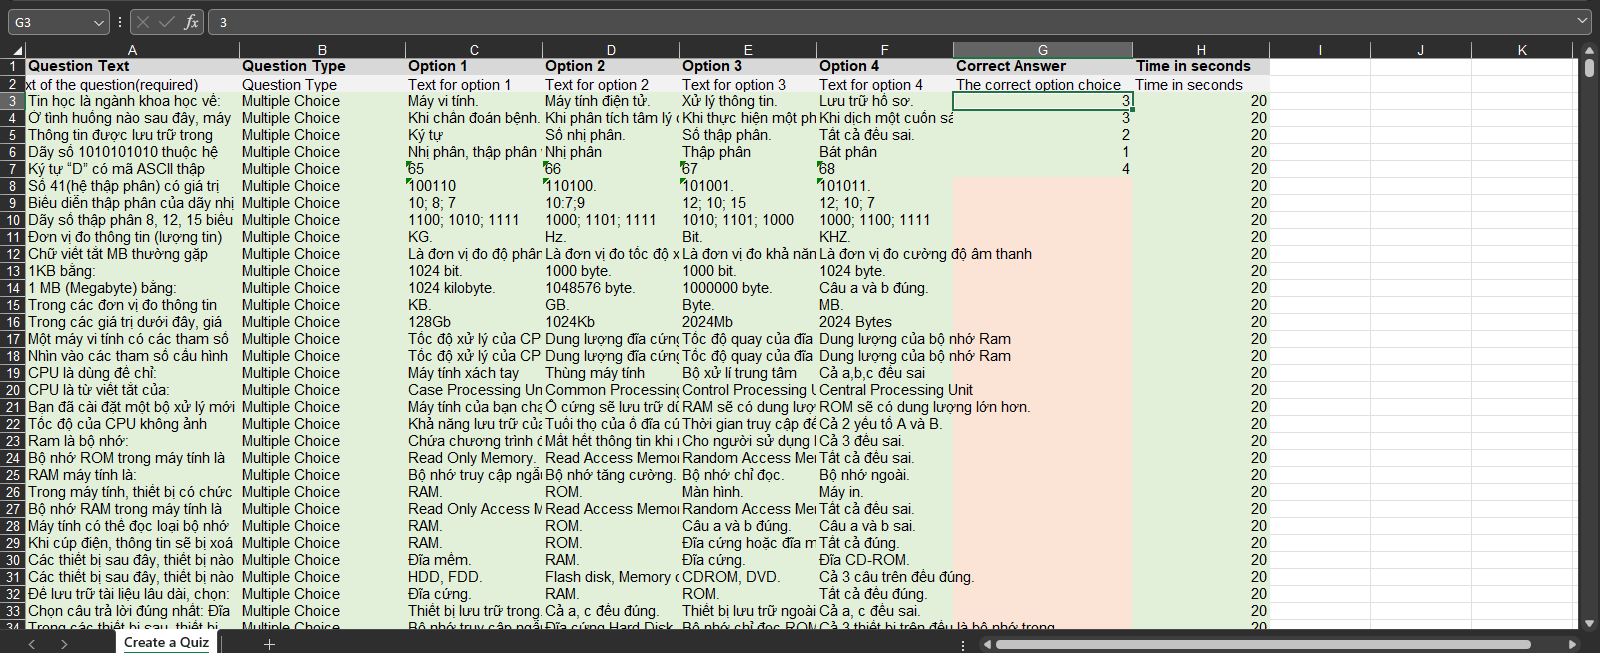 G3 fx 3
A B C D E F G H I J K
1 Question Text Question Type Option 1 Option 2 Option 3 Option 4 Correct Answer Time in seconds
2 xt of the question(required) Question Type Text for option 1 Text for option 2 Text for option 3 Text for option 4 The correct option choice Time in seconds
3 Tin học là ngành khoa học về: Multiple Choice Máy vi tính. Máy tính điện tử. Xử lý thông tin. Lưu trữ hồ sơ. 3 20
4 Ở tình huống nào sau đây, máy Multiple Choice Khi chẩn đoán bệnh. Khi phân tích tâm lý Khi thực hiện một Khi dịch một cuốn 3 20
5 Thông tin được lưu trữ trong Multiple Choice Ký tự Số nhị phân. Số thập phân. Tất cả đều sai. 2 20
6 Dãy số 1010101010 thuộc hệ Multiple Choice Nhị phân, thập phân Nhị phân Thập phân Bát phân 1 20
7 Ký tự “D” có mã ASCII thập Multiple Choice 65 66 67 68 4 20
8 Số 41(hệ thập phân) có giá trị Multiple Choice 100110 110100. 101001. 101011. 20
9 Biểu diễn thập phân của dãy nhị Multiple Choice 10; 8; 7 10:7;9 12; 10; 15 12; 10; 7 20
10 Dãy số thập phân 8, 12, 15 biểu Multiple Choice 1100; 1010; 1111 1000; 1101; 1111 1010; 1101; 1000 1000; 1100; 1111 20
11 Đơn vị đo thông tin (lượng tin) Multiple Choice KG. Hz. Bit. KHZ. 20
12 Chữ viết tắt MB thường gặp Multiple Choice Là đơn vị đo độ phân Là đơn vị đo tốc độ x Là đơn vị đo khả năn Là đơn vị đo cường độ âm thanh 20
13 1KB bằng: Multiple Choice 1024 bit. 1000 byte. 1000 bit. 1024 byte. 20
14 1 MB (Megabyte) bằng: Multiple Choice 1024 kilobyte. 1048576 byte. 1000000 byte. Câu a và b đúng. 20
15 Trong các đơn vị đo thông tin Multiple Choice KB. GB. Byte. MB. 20
16 Trong các giá trị dưới đây, giá Multiple Choice 128Gb 1024Kb 2024Mb 2024 Bytes 20
17 Một máy vi tính có các tham số Multiple Choice Tốc độ xử lý của CP Dung lượng đĩa cứng Tốc độ quay của đĩa Dung lượng của bộ nhớ Ram 20
18 Nhìn vào các tham số cấu hình Multiple Choice Tốc độ xử lý của CP Dung lượng đĩa cứng Tốc độ quay của đĩa Dung lượng của bộ nhớ Ram 20
19 CPU là dùng để chỉ: Multiple Choice Máy tính xách tay Thùng máy tính Bộ xử lí trung tâm Cả a,b,c đều sai 20
20 CPU là từ viết tắt của: Multiple Choice Case Processing Un Common Processing Control Processing Central Processing Unit 20
21 Bạn đã cài đặt một bộ xử lý mới Multiple Choice Máy tính của bạn Ổ cứng sẽ lưu trữ RAM sẽ có dung ROM sẽ có dung lượng lớn hơn. 20
22 Tốc độ của CPU không ảnh Multiple Choice Khả năng lưu trữ của Tuổi thọ của ổ đĩa Thời gian truy cập Cả 2 yếu tố A và B. 20
23 Ram là bộ nhớ: Multiple Choice Chứa chương trình Mất hết thông tin khi Cho người sử dụng Cả 3 đều sai. 20
24 Bộ nhớ ROM trong máy tính là Multiple Choice Read Only Memory. Read Access Memo Random Access Me Tất cả đều sai. 20
25 RAM máy tính là: Multiple Choice Bộ nhớ truy cập ngẫ Bộ nhớ tăng cường. Bộ nhớ chỉ đọc. Bộ nhớ ngoài. 20
26 Trong máy tính, thiết bị có chức Multiple Choice RAM. ROM. Màn hình. Máy in. 20
27 Bộ nhớ RAM trong máy tính là Multiple Choice Read Only Access M Read Access Memo Random Access Me Tất cả đều sai. 20
28 Máy tính có thể đọc loại bộ nhớ Multiple Choice RAM. ROM. Câu a và b đúng. Câu a và b sai. 20
29 Khi cúp điện, thông tin sẽ bị xoá Multiple Choice RAM. ROM. Đĩa cứng hoặc đĩa m Tất cả đúng. 20
30 Các thiết bị sau đây, thiết bị nào Multiple Choice Đĩa mềm. RAM. Đĩa cứng. Đĩa CD-ROM. 20
31 Các thiết bị sau đây, thiết bị nào Multiple Choice HDD, FDD. Flash disk, Memory CDROM, DVD. Cả 3 câu trên đều đúng. 20
32 Để lưu trữ tài liệu lâu dài, chọn: Multiple Choice Đĩa cứng. RAM. ROM. Tất cả đều đúng. 20
33 Chọn câu trả lời đúng nhất: Đĩa Multiple Choice Thiết bị lưu trữ trong. Cả a, c đều đúng. Thiết bị lưu trữ ngoài Cả a, c đều sai. 20
34 Trong các thiết bị sau, thiết bị Multiple Choice Bộ nhớ truy cập ngẫ Đĩa cứng Hard Disk Bộ nhớ chỉ đọc ROM Cả 3 thiết bị trên đều là bộ nhớ trong 20
Create a Quiz